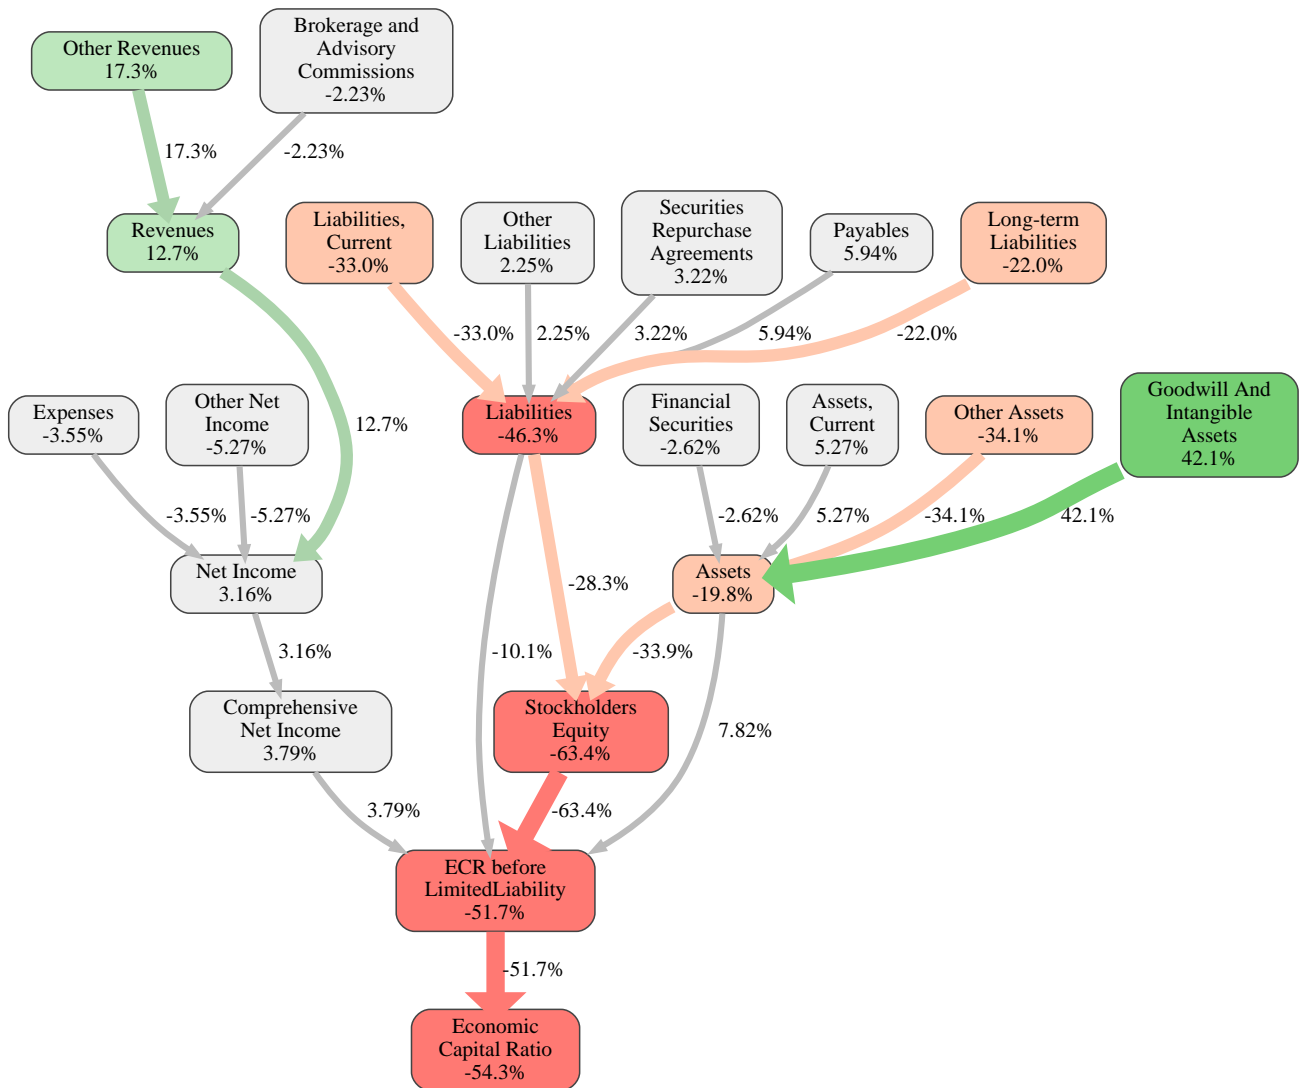 Other Revenues
17.3%
Brokerage and
Advisory
Commissions
-2.23%
17.3%
-2.23%
Revenues
12.7%
Liabilities,
Current
-33.0%
Other
Liabilities
2.25%
Securities
Repurchase
Agreements
3.22%
Payables
5.94%
Long-term
Liabilities
-22.0%
-33.0%
2.25%
3.22%
5.94%
-22.0%
Expenses
-3.55%
Other Net
Income
-5.27%
12.7%
Liabilities
-46.3%
Financial
Securities
-2.62%
Assets,
Current
5.27%
Other Assets
-34.1%
Goodwill And
Intangible
Assets
42.1%
-3.55%
-5.27%
-2.62%
5.27%
-34.1%
42.1%
Net Income
3.16%
-28.3%
Assets
-19.8%
3.16%
-10.1%
-33.9%
Comprehensive
Net Income
3.79%
Stockholders
Equity
-63.4%
7.82%
3.79%
-63.4%
ECR before
LimitedLiability
-51.7%
-51.7%
Economic
Capital Ratio
-54.3%